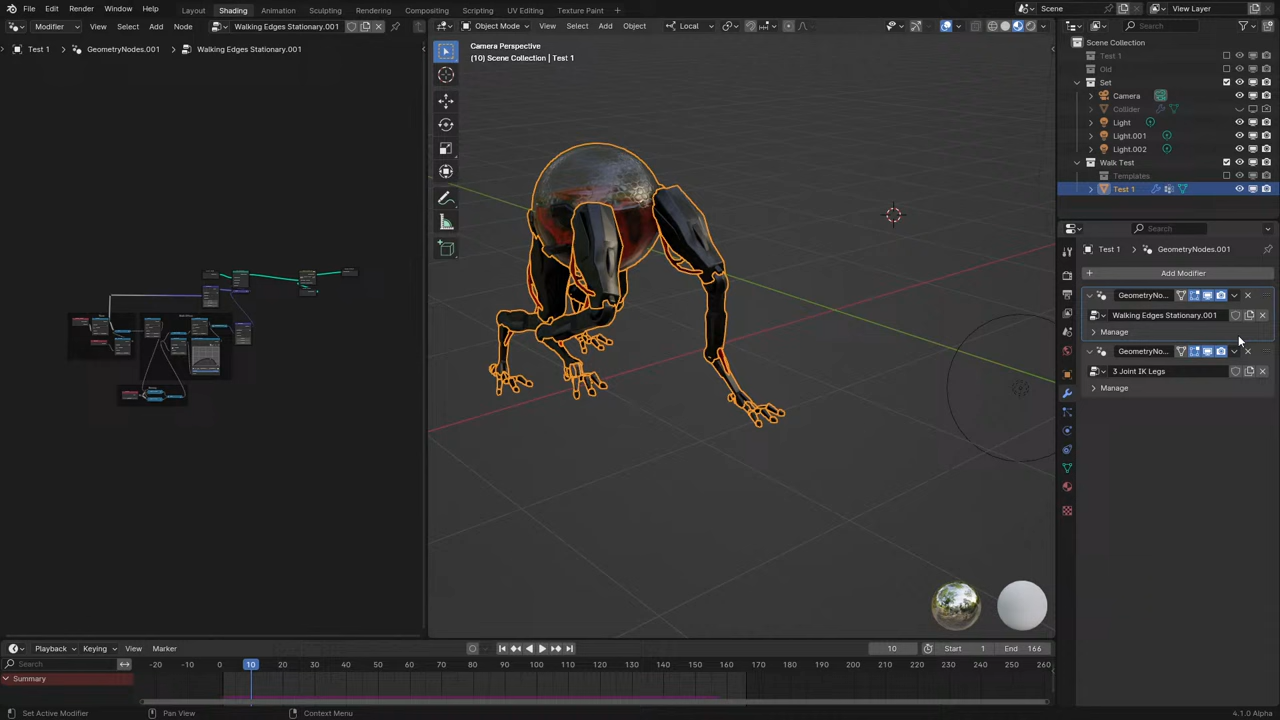 File Edit Render Window Help Layout Shading Animation Sculpting Rendering Compositing Scripting UV Editing Texture Paint + Scene View Layer
Modifier View Select Add Node Walking Edges Stationary.001 Object Mode View Select Add Object Local
Test 1 > GeometryNodes.001 > Walking Edges Stationary.001
Camera Perspective
(10) Scene Collection | Test 1
Scene Collection
Test 1
Old
Set
Camera
Collider
Light
Light.001
Light.002
Walk Test
Templates
Test 1
Search
Test 1 > GeometryNodes.001
+ Add Modifier
GeometryNo...
Walking Edges Stationary.001
Manage
GeometryNo...
3 Joint IK Legs
Manage
Playback Keying View Marker 10 Start 1 End 166
Search -20 -10 0 10 20 30 40 50 60 70 80 90 100 110 120 130 140 150 160 170 180 190 200 210 220 230 240 250 260
Summary
Set Active Modifier Pan View Context Menu 4.1.0 Alpha